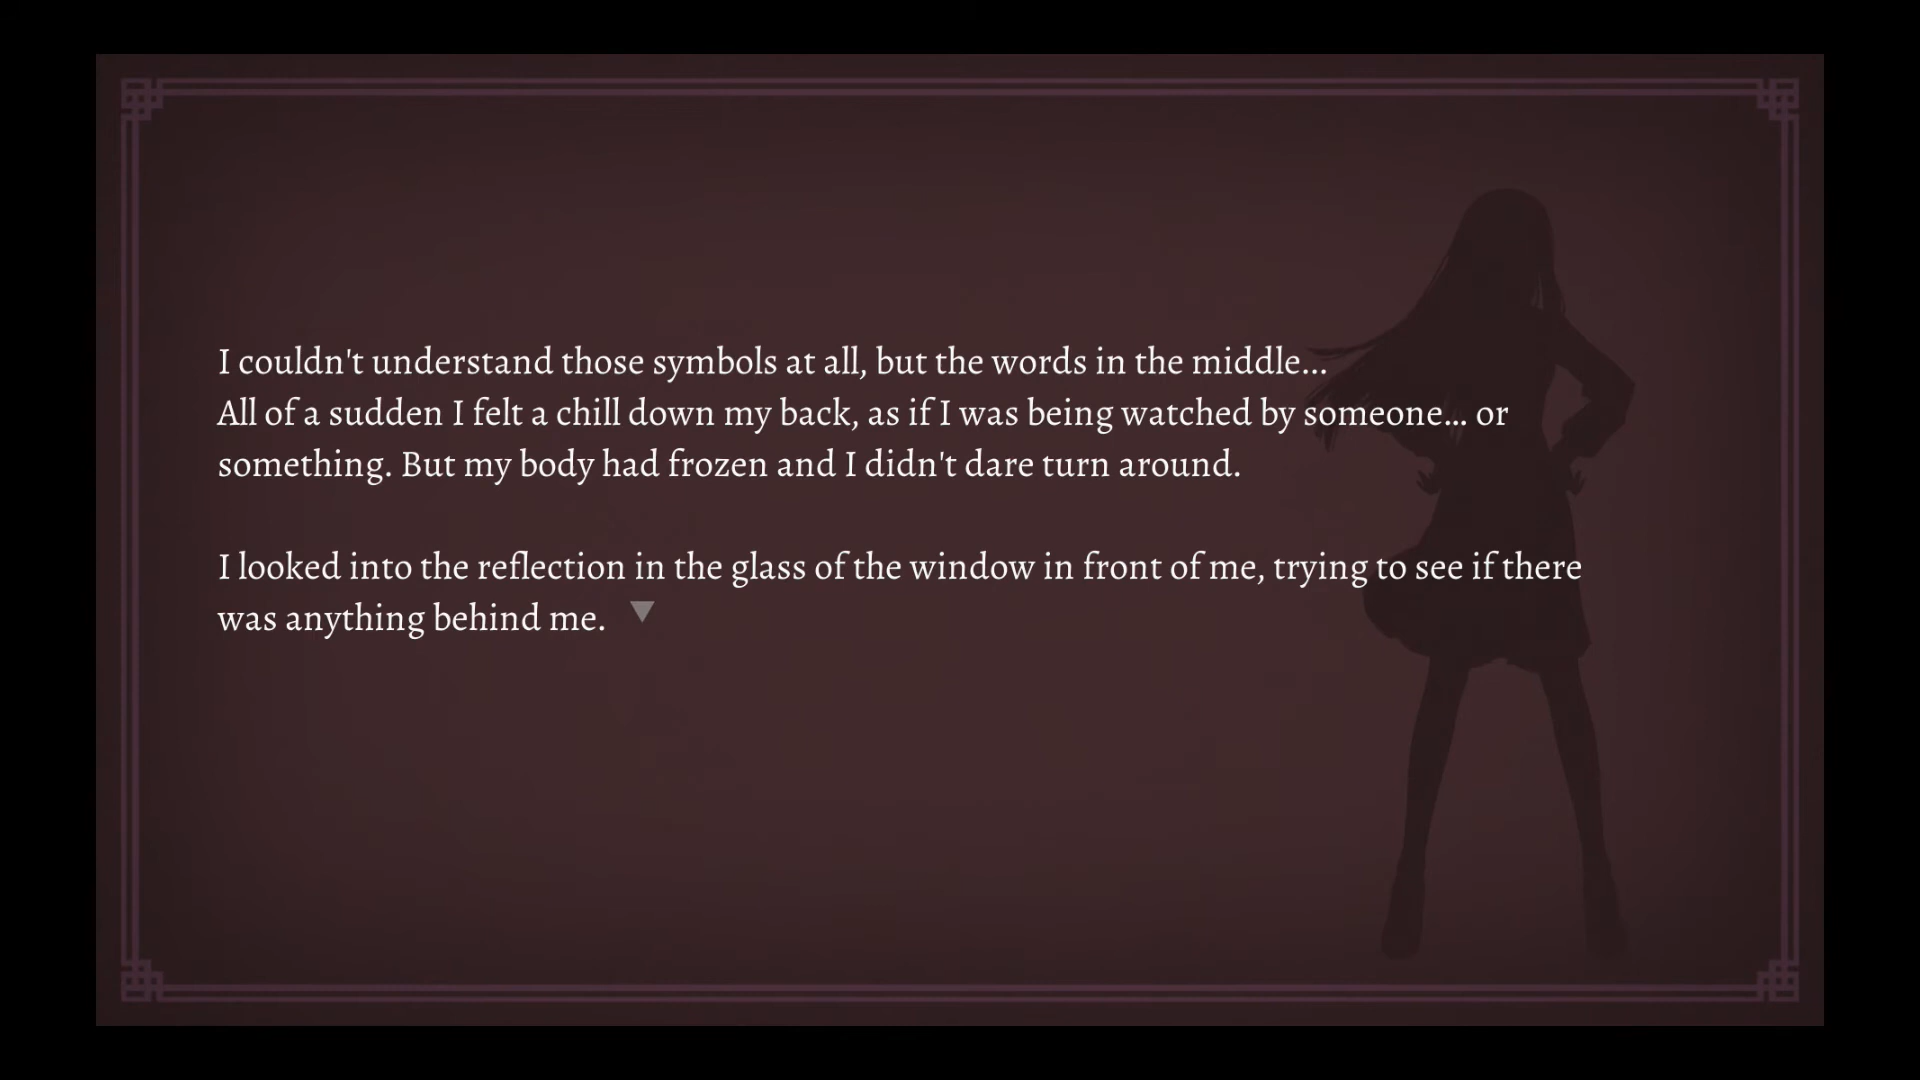 I couldn't understand those symbols at all, but the words in the middle...
All of a sudden I felt a chill down my back, as if I was being watched by someone... or
something. But my body had frozen and I didn't dare turn around.
I looked into the reflection in the glass of the window in front of me, trying to see if there
was anything behind me.